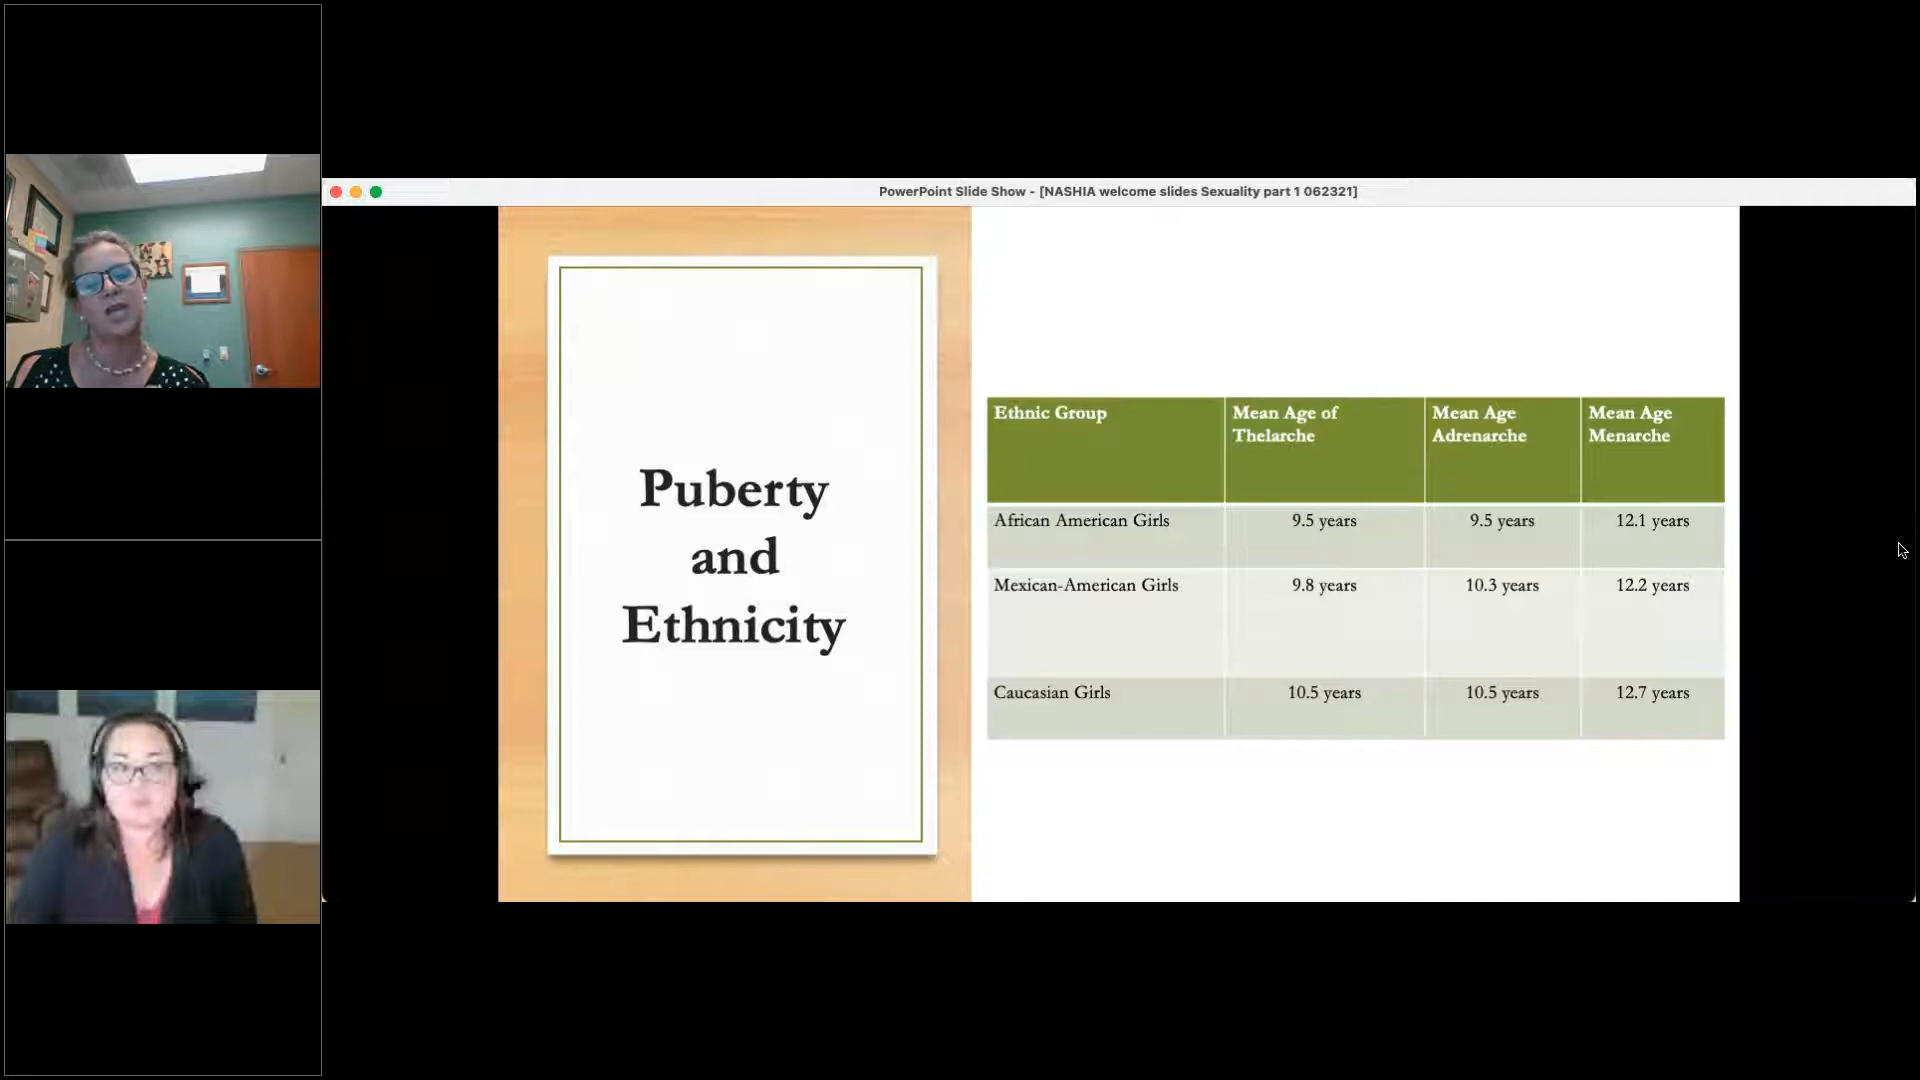 PowerPoint Slide Show - [NASHIA welcome slides Sexuality part 1 062321]
Puberty
and
Ethnicity
Ethnic Group
Mean Age of
Thelarche
Mean Age
Adrenarche
Mean Age
Menarche
African American Girls
9.5 years
9.5 years
12.1 years
Mexican-American Girls
9.8 years
10.3 years
12.2 years
Caucasian Girls
10.5 years
10.5 years
12.7 years